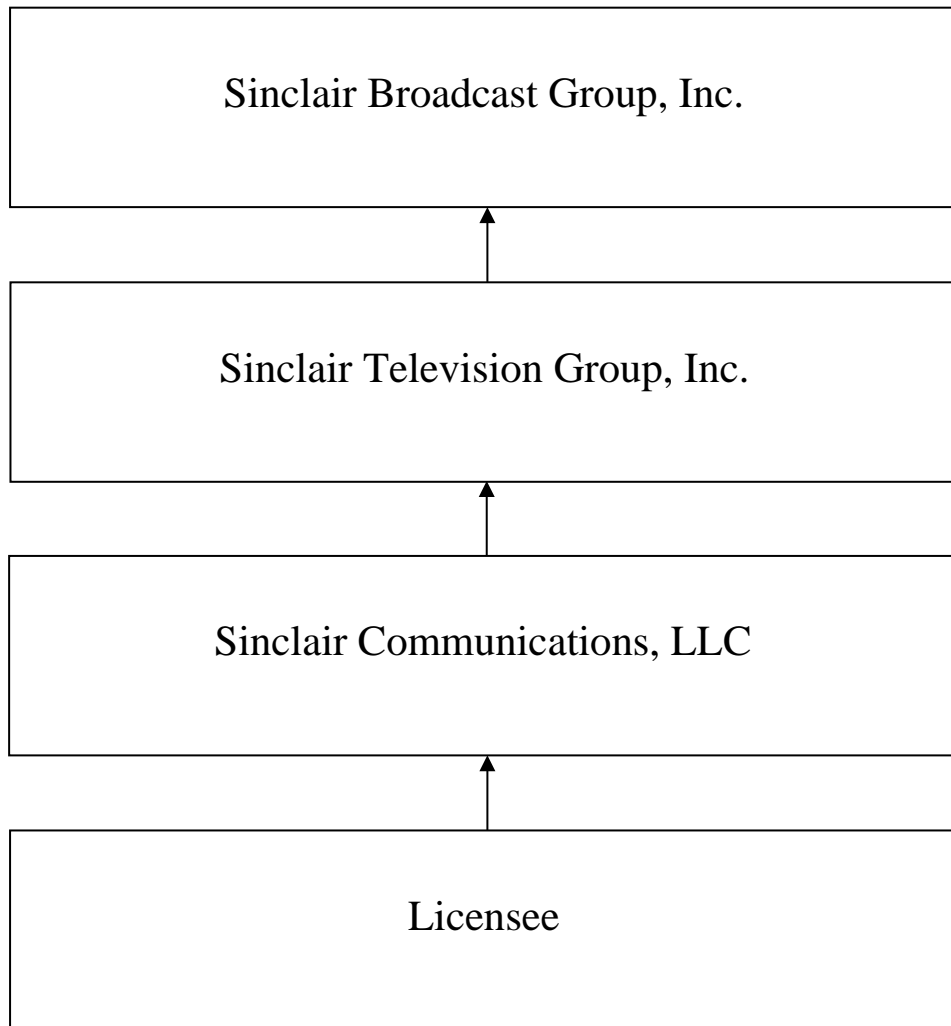 Sinclair Broadcast Group, Inc.
Sinclair Television Group, Inc.
Sinclair Communications, LLC
Licensee